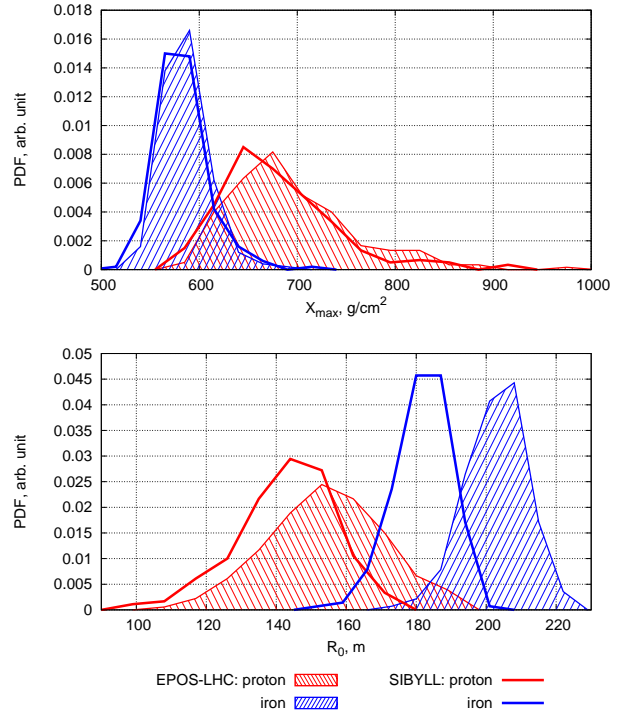 0.018
0.016
0.014
0.012
0.01
0.008
0.006
0.004
0.002
0
PDF, arb. unit
500 600 700 800 900 1000
X_max, g/cm²
0.05
0.045
0.04
0.035
0.03
0.025
0.02
0.015
0.01
0.005
0
PDF, arb. unit
100 120 140 160 180 200 220
R_0, m
EPOS-LHC: proton SIBYLL: proton
iron iron